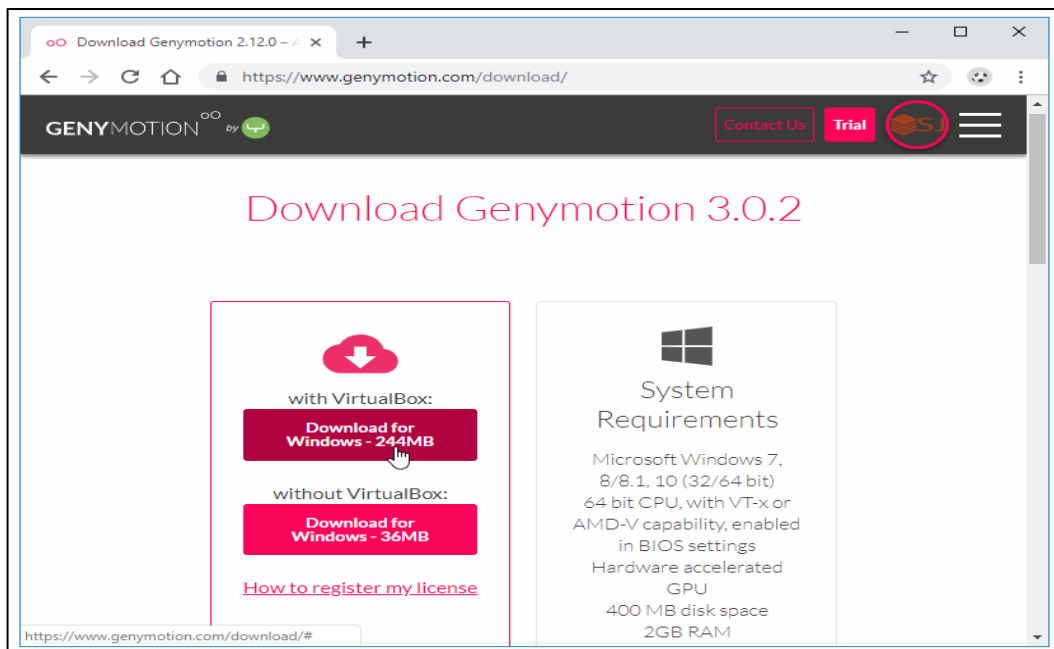 Download Genymotion 2.12.0 – A
https://www.genymotion.com/download/
GENYMOTION by
Contact Us
Trial
SJ
Download Genymotion 3.0.2
with VirtualBox:
Download for
Windows - 244MB
without VirtualBox:
Download for
Windows - 36MB
How to register my license
System
Requirements
Microsoft Windows 7,
8/8.1, 10 (32/64 bit)
64 bit CPU, with VT-x or
AMD-V capability, enabled
in BIOS settings
Hardware accelerated
GPU
400 MB disk space
2GB RAM
https://www.genymotion.com/download/#